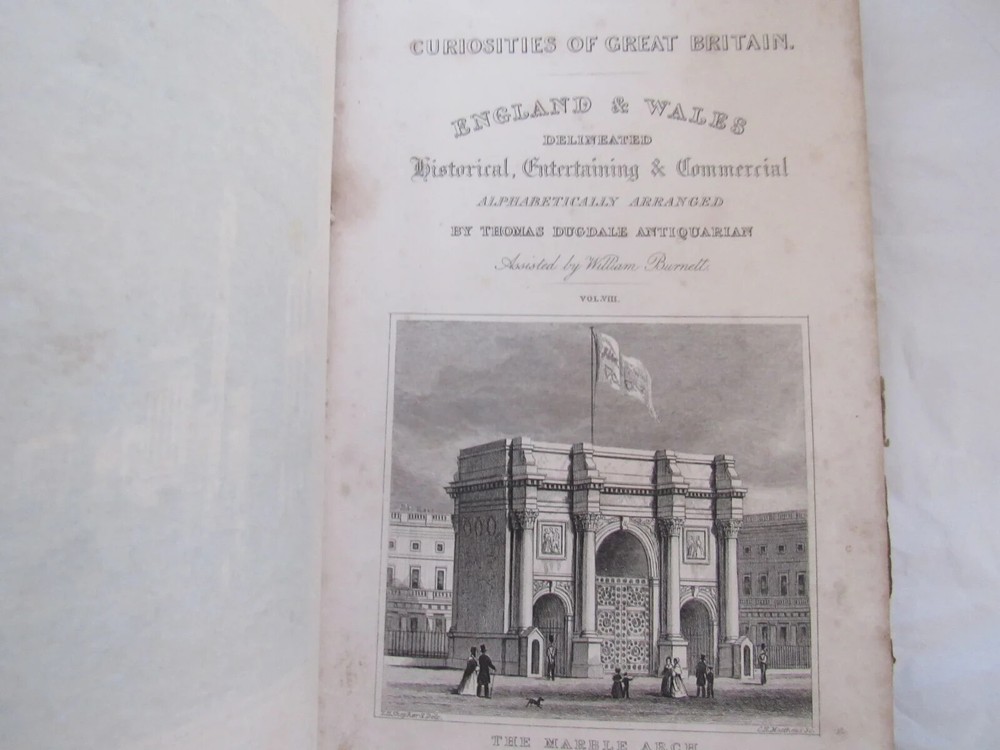 CURIOSITIES OF GREAT BRITAIN.
ENGLAND & WALES
DELINEATED
Historical, Entertaining & Commercial
ALPHABETICALLY ARRANGED
BY THOMAS DUGDALE ANTIQUARIAN
Assisted by William Burnett.
VOL. VIII.
THE MARBLE ARCH